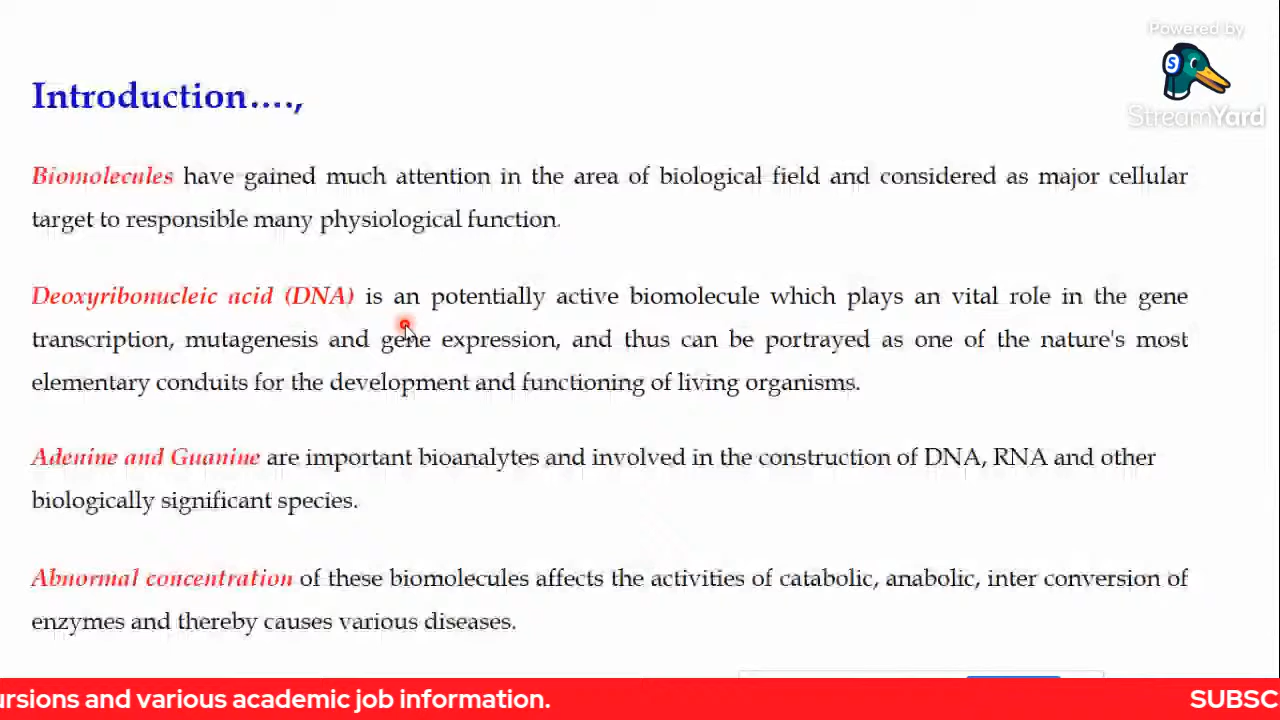 Powered by
StreamYard
Introduction....,
Biomolecules have gained much attention in the area of biological field and considered as major cellular
target to responsible many physiological function.
Deoxyribonucleic acid (DNA) is an potentially active biomolecule which plays an vital role in the gene
transcription, mutagenesis and gene expression, and thus can be portrayed as one of the nature's most
elementary conduits for the development and functioning of living organisms.
Adenine and Guanine are important bioanalytes and involved in the construction of DNA, RNA and other
biologically significant species.
Abnormal concentration of these biomolecules affects the activities of catabolic, anabolic, inter conversion of
enzymes and thereby causes various diseases.
ursions and various academic job information. SUBSC